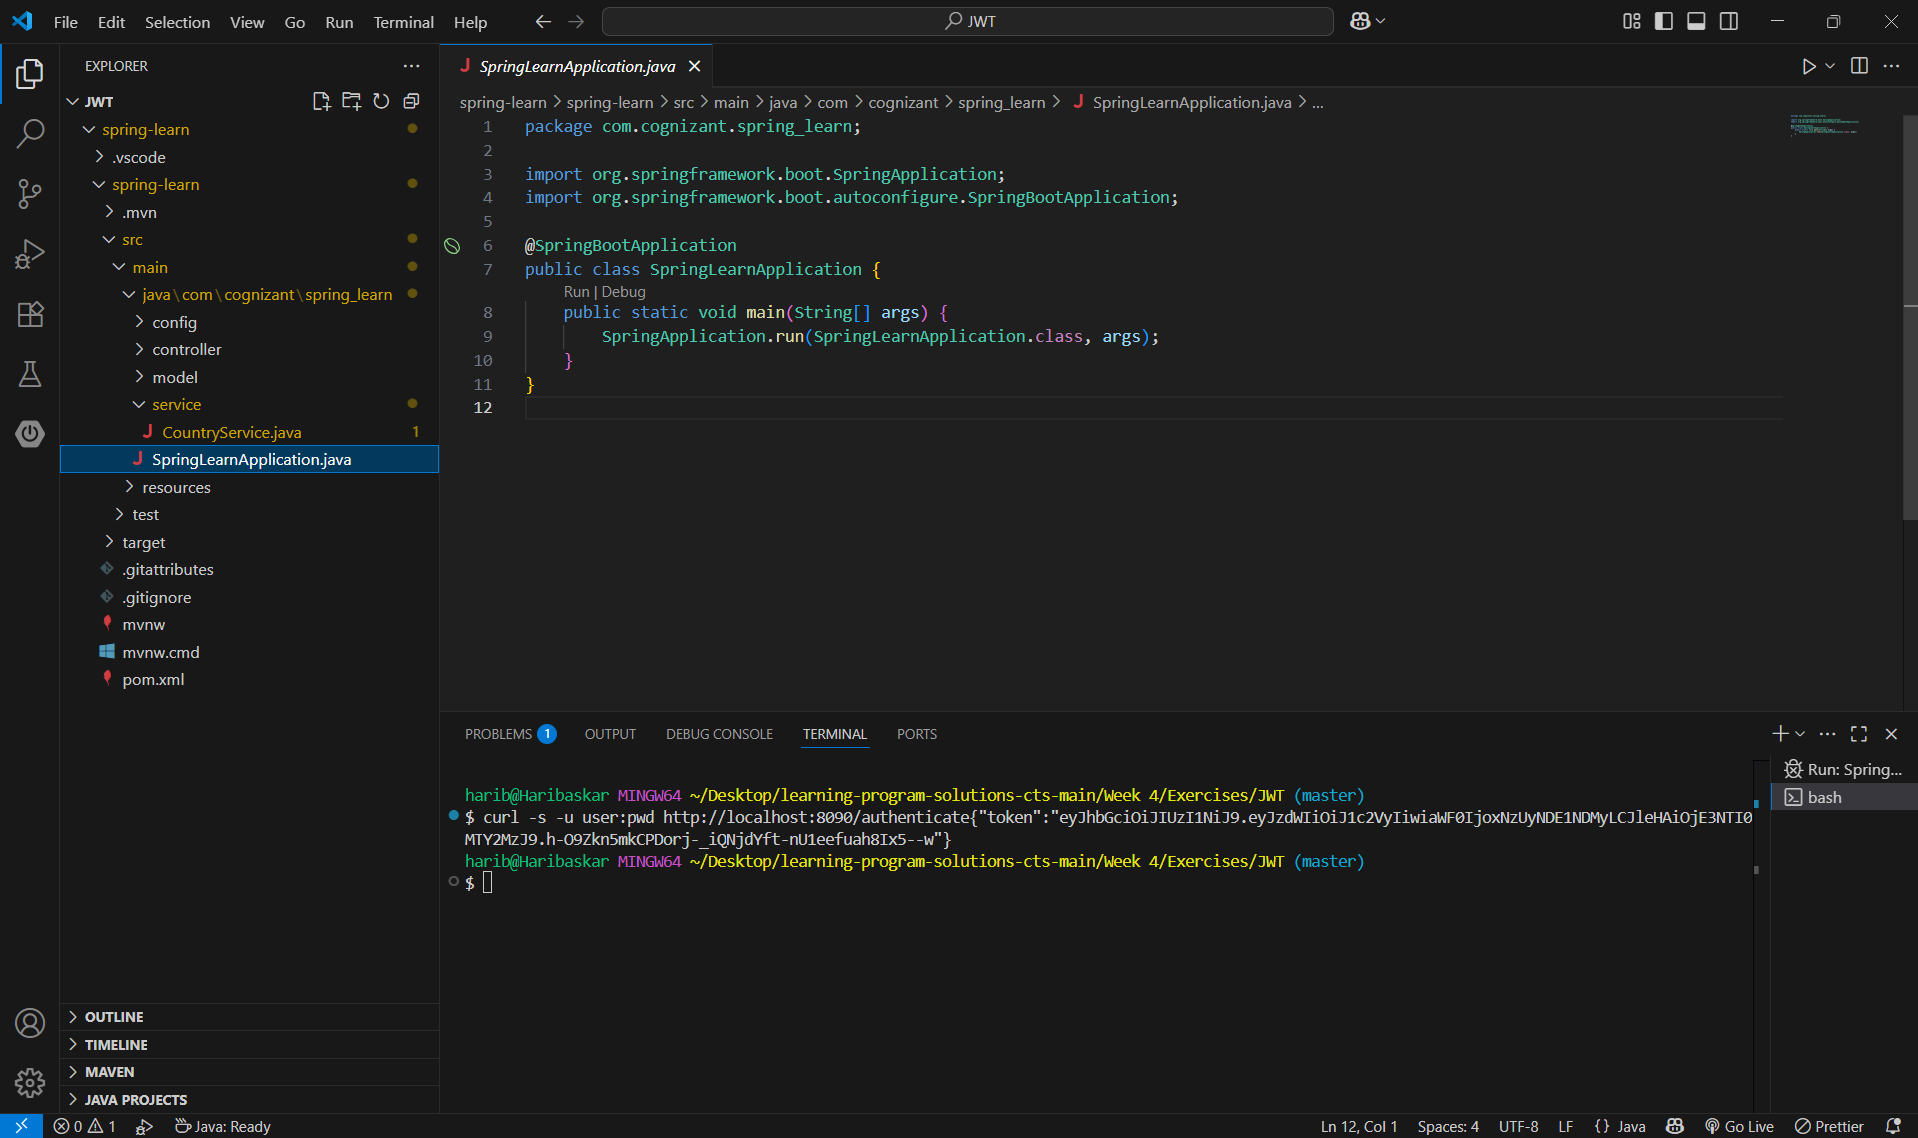 File Edit Selection View Go Run Terminal Help
JWT
EXPLORER
JWT
spring-learn
.vscode
spring-learn
.mvn
src
main
java\com\cognizant\spring_learn
config
controller
model
service
CountryService.java 1
SpringLearnApplication.java
resources
test
target
.gitattributes
.gitignore
mvnw
mvnw.cmd
pom.xml
OUTLINE
TIMELINE
MAVEN
JAVA PROJECTS
SpringLearnApplication.java
spring-learn > spring-learn > src > main > java > com > cognizant > spring_learn > SpringLearnApplication.java > ...
1 package com.cognizant.spring_learn;
2
3 import org.springframework.boot.SpringApplication;
4 import org.springframework.boot.autoconfigure.SpringBootApplication;
5
6 @SpringBootApplication
7 public class SpringLearnApplication {
Run | Debug
8 public static void main(String[] args) {
9 SpringApplication.run(SpringLearnApplication.class, args);
10 }
11 }
12
PROBLEMS 1 OUTPUT DEBUG CONSOLE TERMINAL PORTS
harib@Haribaskar MINGW64 ~/Desktop/learning-program-solutions-cts-main/Week 4/Exercises/JWT (master)
$ curl -s -u user:pwd http://localhost:8090/authenticate{"token":"eyJhbGciOiJIUzI1NiJ9.eyJzdWIiOiJ1c2VyIiwiaWF0IjoxNzUyNDE1NDMyLCJleHAiOjE3NTI0
MTY2MzJ9.h-O9Zkn5mkCPDorj-_iQNjdYft-nU1eefuah8Ix5--w"}
harib@Haribaskar MINGW64 ~/Desktop/learning-program-solutions-cts-main/Week 4/Exercises/JWT (master)
$
Run: Spring...
bash
0 1 Java: Ready
Ln 12, Col 1 Spaces: 4 UTF-8 LF {} Java Go Live Prettier